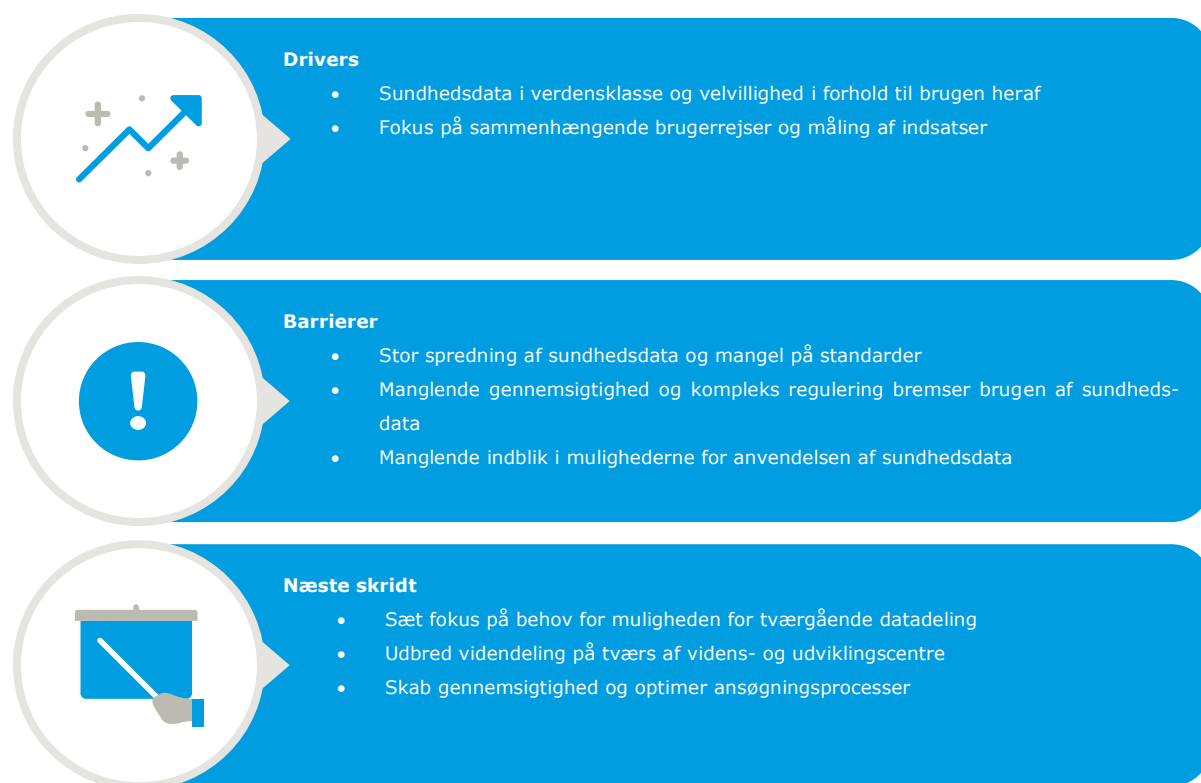 Drivers
• Sundhedsdata i verdensklasse og velvillighed i forhold til brugen heraf
• Fokus på sammenhængende brugerrejser og måling af indsatser
Barrierer
• Stor spredning af sundhedsdata og mangel på standarder
• Manglende gennemsigtighed og kompleks regulering bremser brugen af sundheds-
data
• Manglende indblik i mulighederne for anvendelsen af sundhedsdata
Næste skridt
• Sæt fokus på behov for muligheden for tværgående datadeling
• Udbred videndeling på tværs af videns- og udviklingscentre
• Skab gennemsigtighed og optimer ansøgningsprocesser